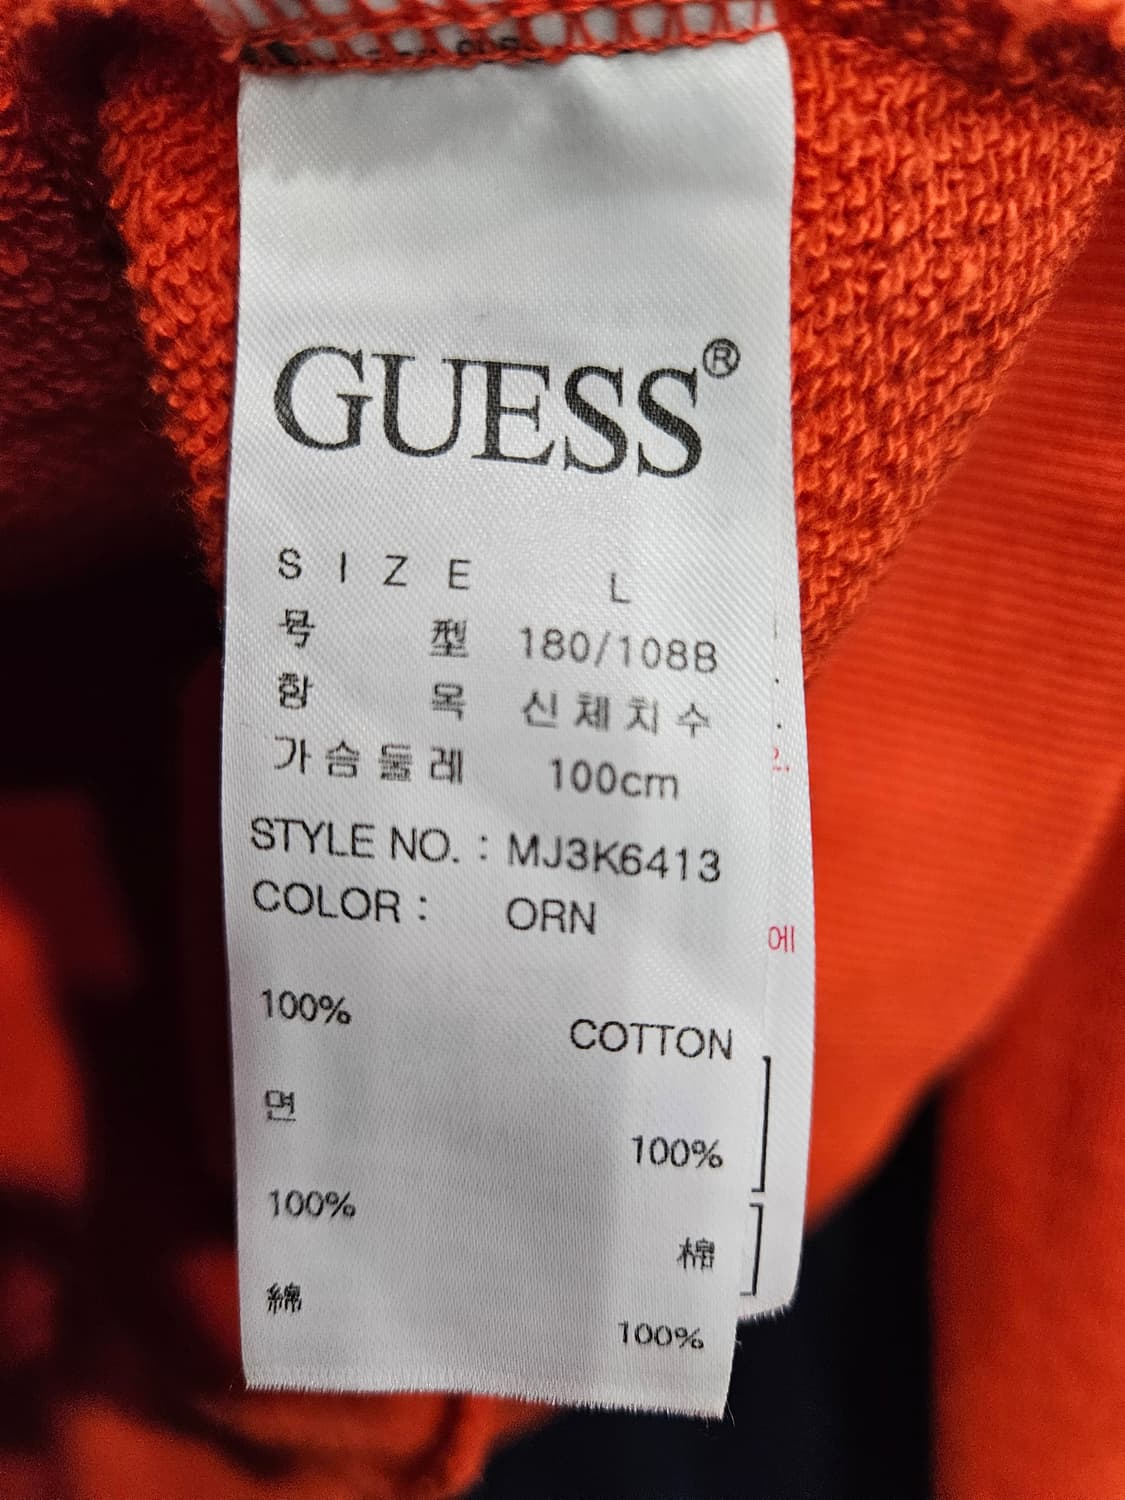 GUESS®
SIZE L
号型 180/108B
항목 신체치수
가슴둘레 100cm
STYLE NO. : MJ3K6413
COLOR : ORN
에
100%
COTTON
면
100%
100%
棉
綿
100%